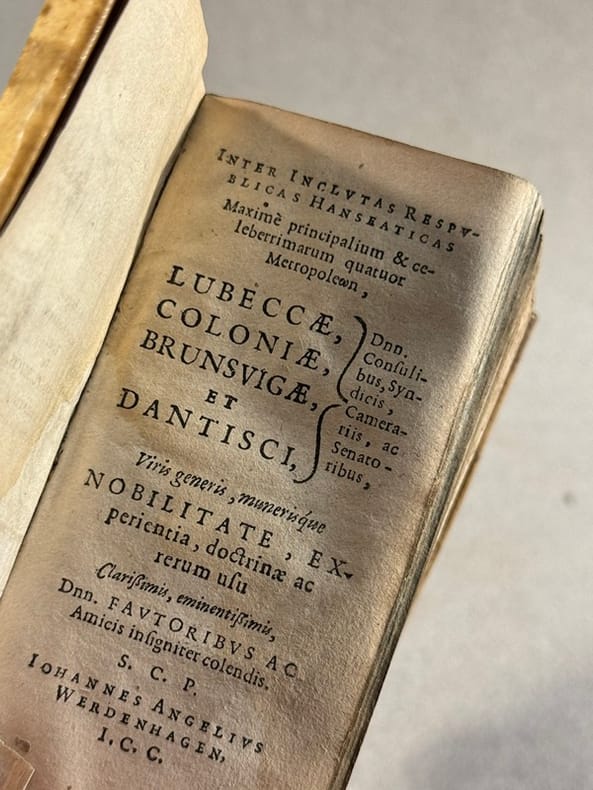 INTER INCLVTAS RESPV-
BLICAS HANSEATICAS
Maximè principalium & ce-
leberrimarum quatuor
Metropoleωn,
LUBECCÆ,
COLONIÆ,
BRUNSVIGÆ,
ET
DANTISCI,
Dnn.
Conſuli-
bus, Syn-
dicis,
Camera-
riis, ac
Senato-
ribus,
Viris generis, muneriſque
NOBILITATE, EX-
perientia, doctrinæ ac
rerum uſu
Clariſſimis, eminentiſſimis,
Dnn. FAVTORIBVS AC
Amicis inſigniter colendis.
S. C. P.
IOHANNES ANGELIVS
WERDENHAGEN,
I. C. C.